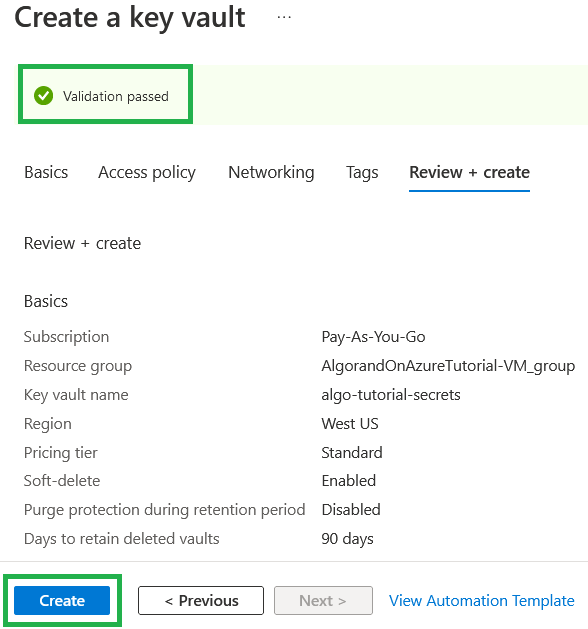 Create a key vault ...
Validation passed
Basics Access policy Networking Tags Review + create
Review + create
Basics
Subscription Pay-As-You-Go
Resource group AlgorandOnAzureTutorial-VM_group
Key vault name algo-tutorial-secrets
Region West US
Pricing tier Standard
Soft-delete Enabled
Purge protection during retention period Disabled
Days to retain deleted vaults 90 days
Create < Previous Next > View Automation Template